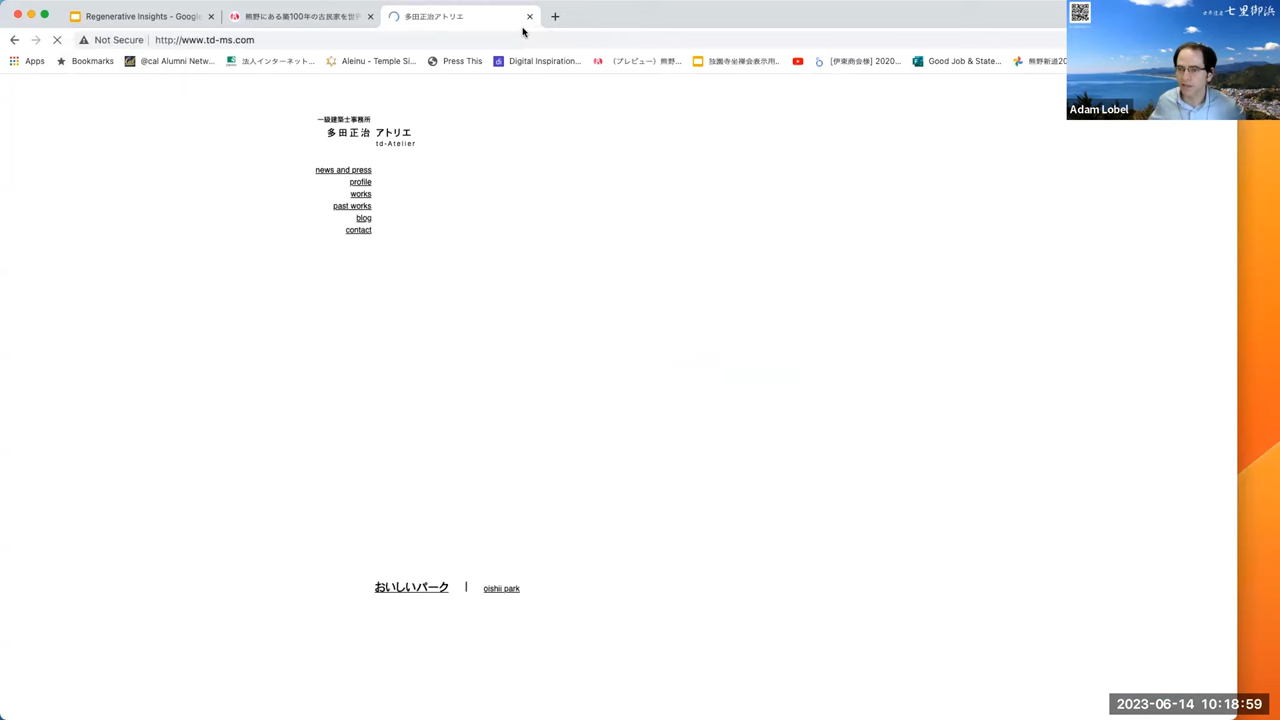 Regenerative Insights - Google
熊野にある築100年の古民家を世界
多田正治アトリエ
Not Secure
http://www.td-ms.com
Apps
Bookmarks
@cal Alumni Netw...
法人インターネット...
Aleinu - Temple Si...
Press This
Digital Inspiration...
（プレビュー）熊野...
独園寺坐禅会表示用...
[伊東商会様] 2020...
Good Job & State...
熊野新道20
世界遺産 七里御浜
Adam Lobel
一級建築士事務所
多田正治 アトリエ
td-Atelier
news and press
profile
works
past works
blog
contact
おいしいパーク | oishii park
2023-06-14 10:18:59